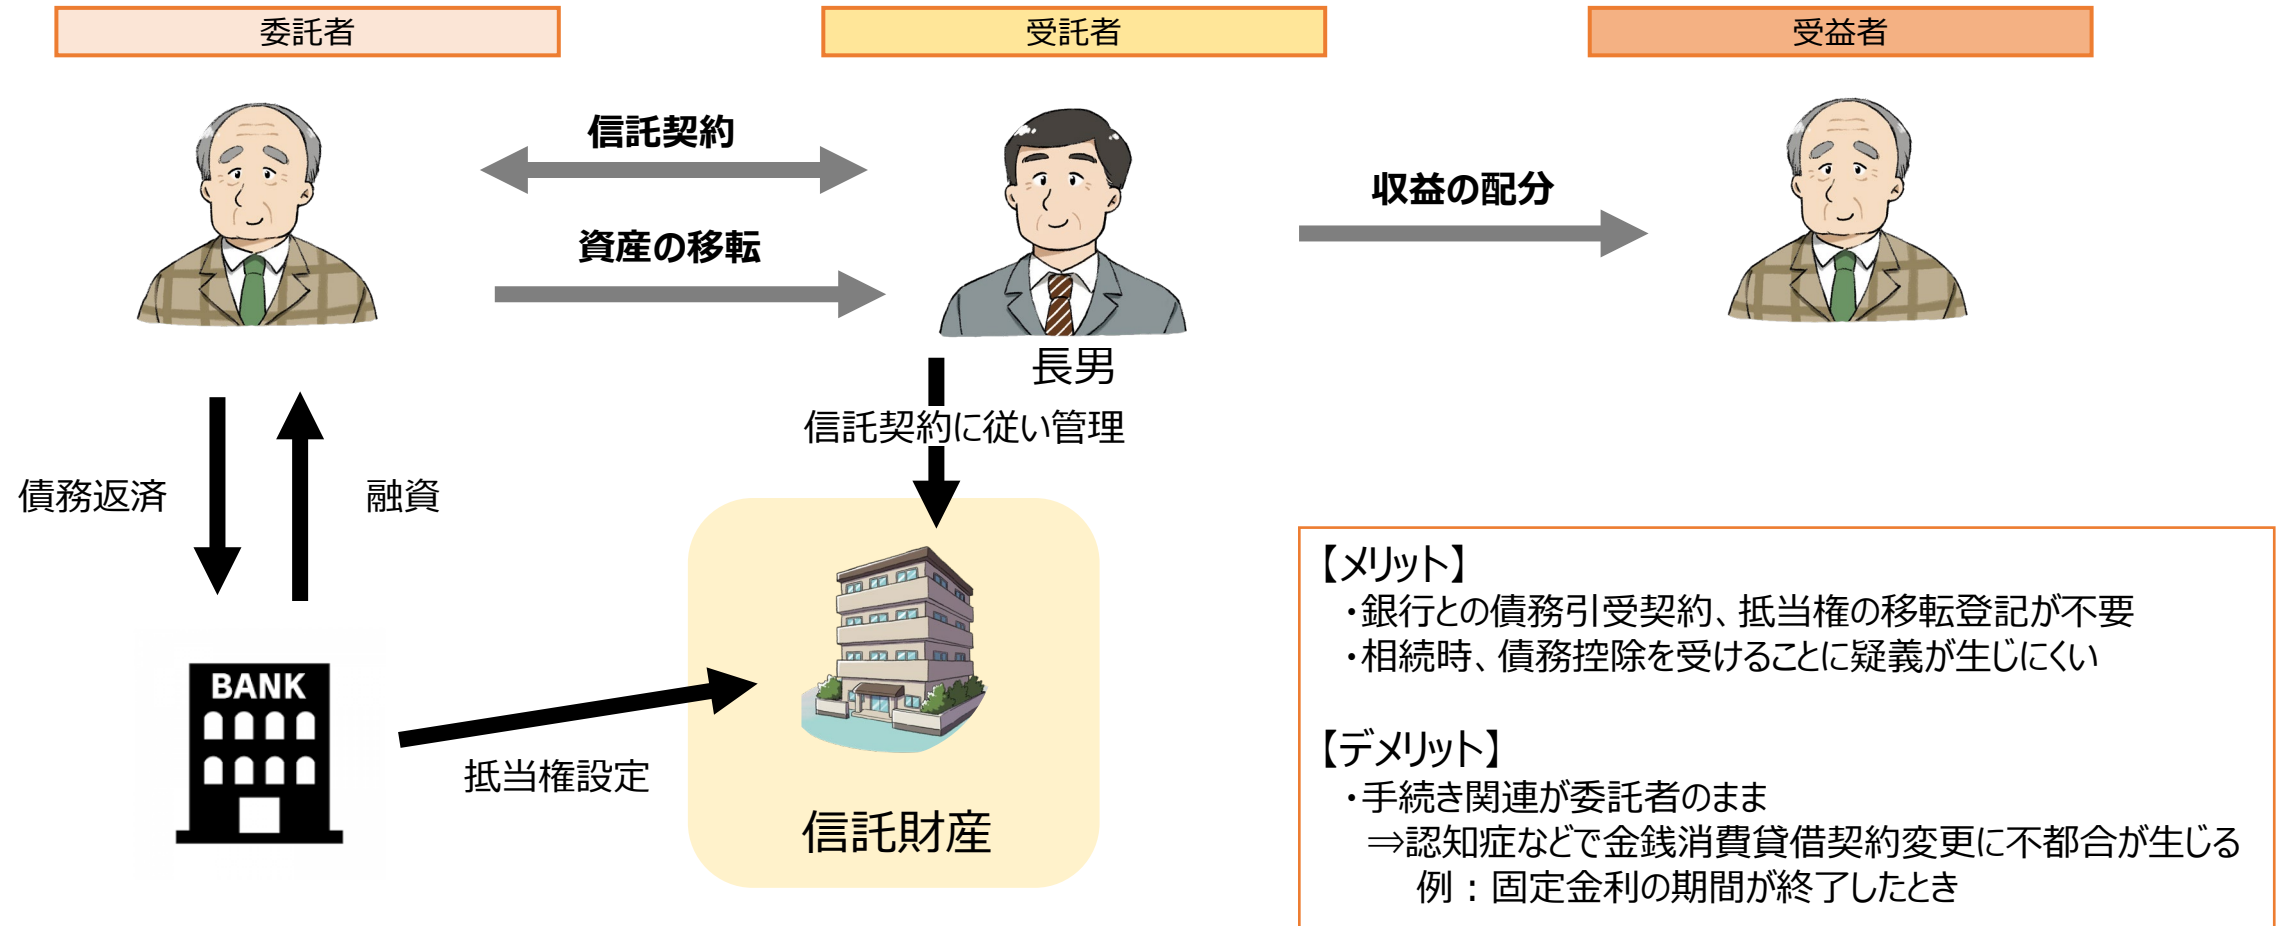 委託者
受託者
受益者
信託契約
資産の移転
収益の配分
長男
信託契約に従い管理
債務返済
融資
BANK
抵当権設定
信託財産
【メリット】
・銀行との債務引受契約、抵当権の移転登記が不要
・相続時、債務控除を受けることに疑義が生じにくい
【デメリット】
・手続き関連が委託者のまま
⇒認知症などで金銭消費貸借契約変更に不都合が生じる
例：固定金利の期間が終了したとき